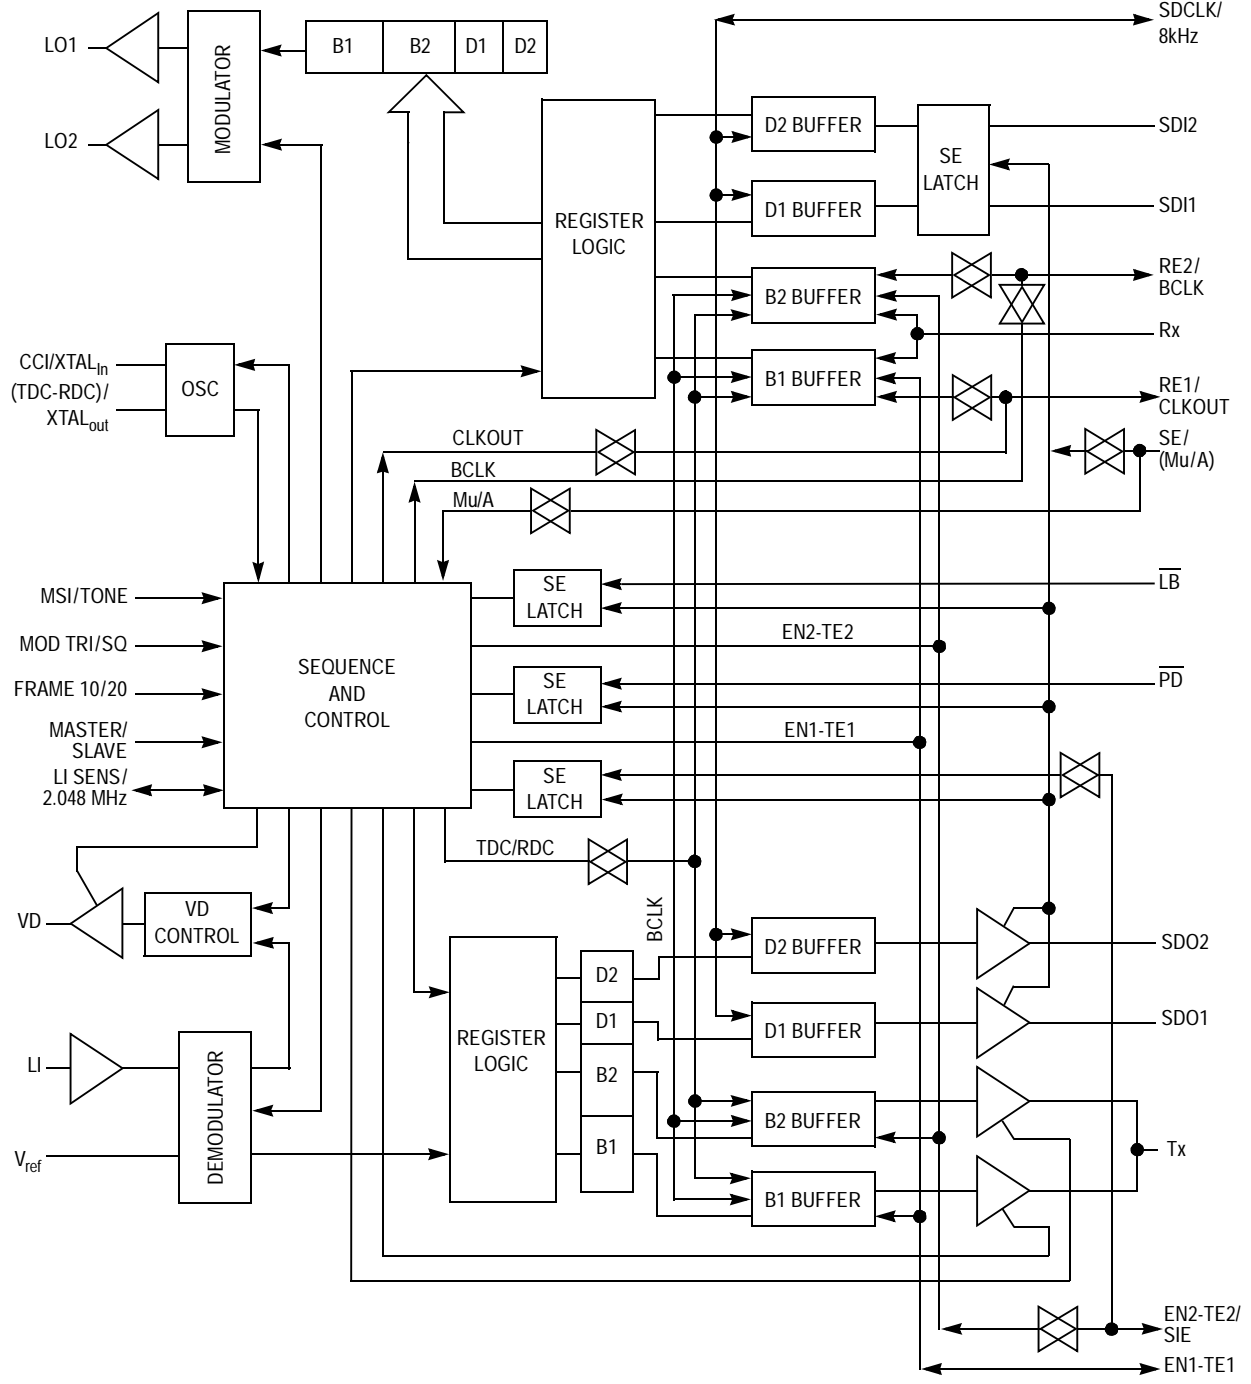 SDCLK/
8kHz
LO1
LO2
MODULATOR
B1 B2 D1 D2
REGISTER
LOGIC
D2 BUFFER
D1 BUFFER
B2 BUFFER
B1 BUFFER
SE
LATCH
SDI2
SDI1
RE2/
BCLK
Rx
RE1/
CLKOUT
SE/
(Mu/A)
CCI/XTALIn
(TDC-RDC)/
XTALout
OSC
CLKOUT
BCLK
Mu/A
MSI/TONE
MOD TRI/SQ
FRAME 10/20
MASTER/
SLAVE
LI SENS/
2.048 MHz
SEQUENCE
AND
CONTROL
SE
LATCH
LB
EN2-TE2
SE
LATCH
PD
EN1-TE1
SE
LATCH
TDC/RDC
VD
VD
CONTROL
BCLK
LI
Vref
DEMODULATOR
REGISTER
LOGIC
D2
D1
B2
B1
D2 BUFFER
D1 BUFFER
B2 BUFFER
B1 BUFFER
SDO2
SDO1
Tx
EN2-TE2/
SIE
EN1-TE1